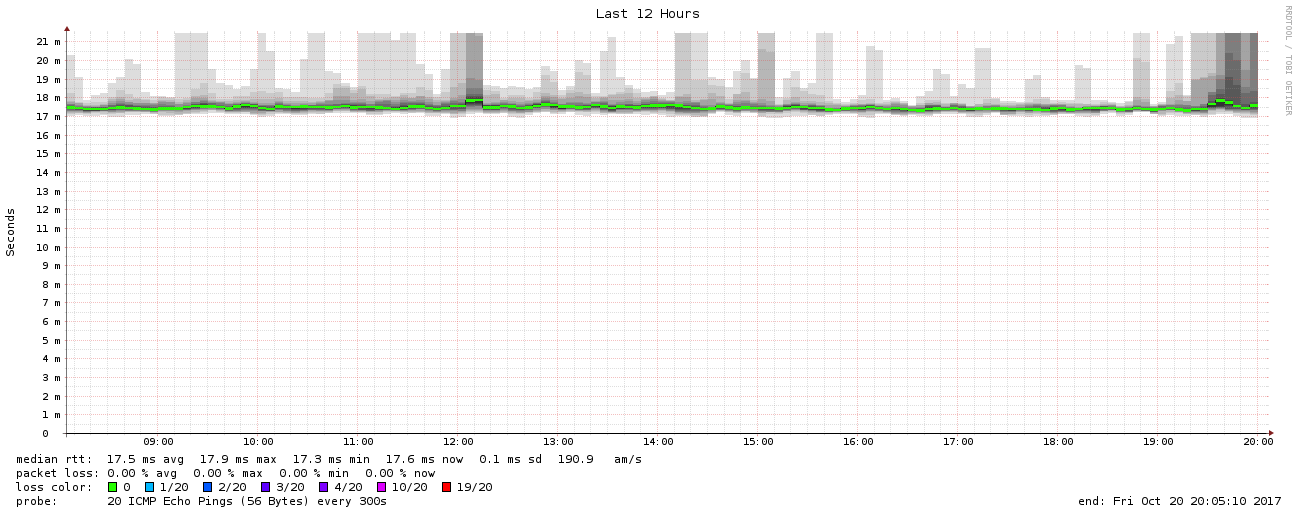 Last 12 Hours
RRDTOOL / TOBI OETIKER
Seconds
21 m
20 m
19 m
18 m
17 m
16 m
15 m
14 m
13 m
12 m
11 m
10 m
9 m
8 m
7 m
6 m
5 m
4 m
3 m
2 m
1 m
0
09:00 10:00 11:00 12:00 13:00 14:00 15:00 16:00 17:00 18:00 19:00 20:00
median rtt: 17.5 ms avg 17.9 ms max 17.3 ms min 17.6 ms now 0.1 ms sd 190.9 am/s
packet loss: 0.00 % avg 0.00 % max 0.00 % min 0.00 % now
loss color: 0 1/20 2/20 3/20 4/20 10/20 19/20
probe: 20 ICMP Echo Pings (56 Bytes) every 300s end: Fri Oct 20 20:05:10 2017